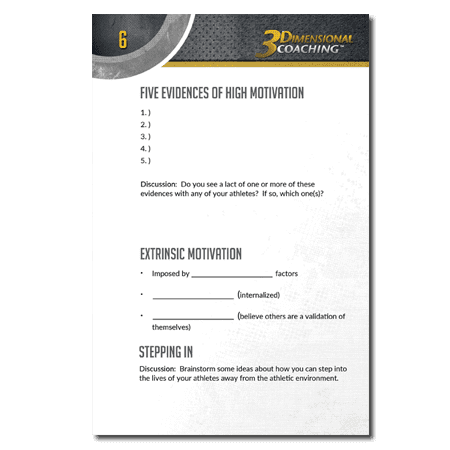 6
3Dimensional
Coaching™
FIVE EVIDENCES OF HIGH MOTIVATION
1.)
2.)
3.)
4.)
5.)
Discussion: Do you see a lact of one or more of these
evidences with any of your athletes? If so, which one(s)?
EXTRINSIC MOTIVATION
• Imposed by ____________________ factors
• ____________________ (internalized)
• ____________________ (believe others are a validation of
themselves)
STEPPING IN
Discussion: Brainstorm some ideas about how you can step into
the lives of your athletes away from the athletic environment.